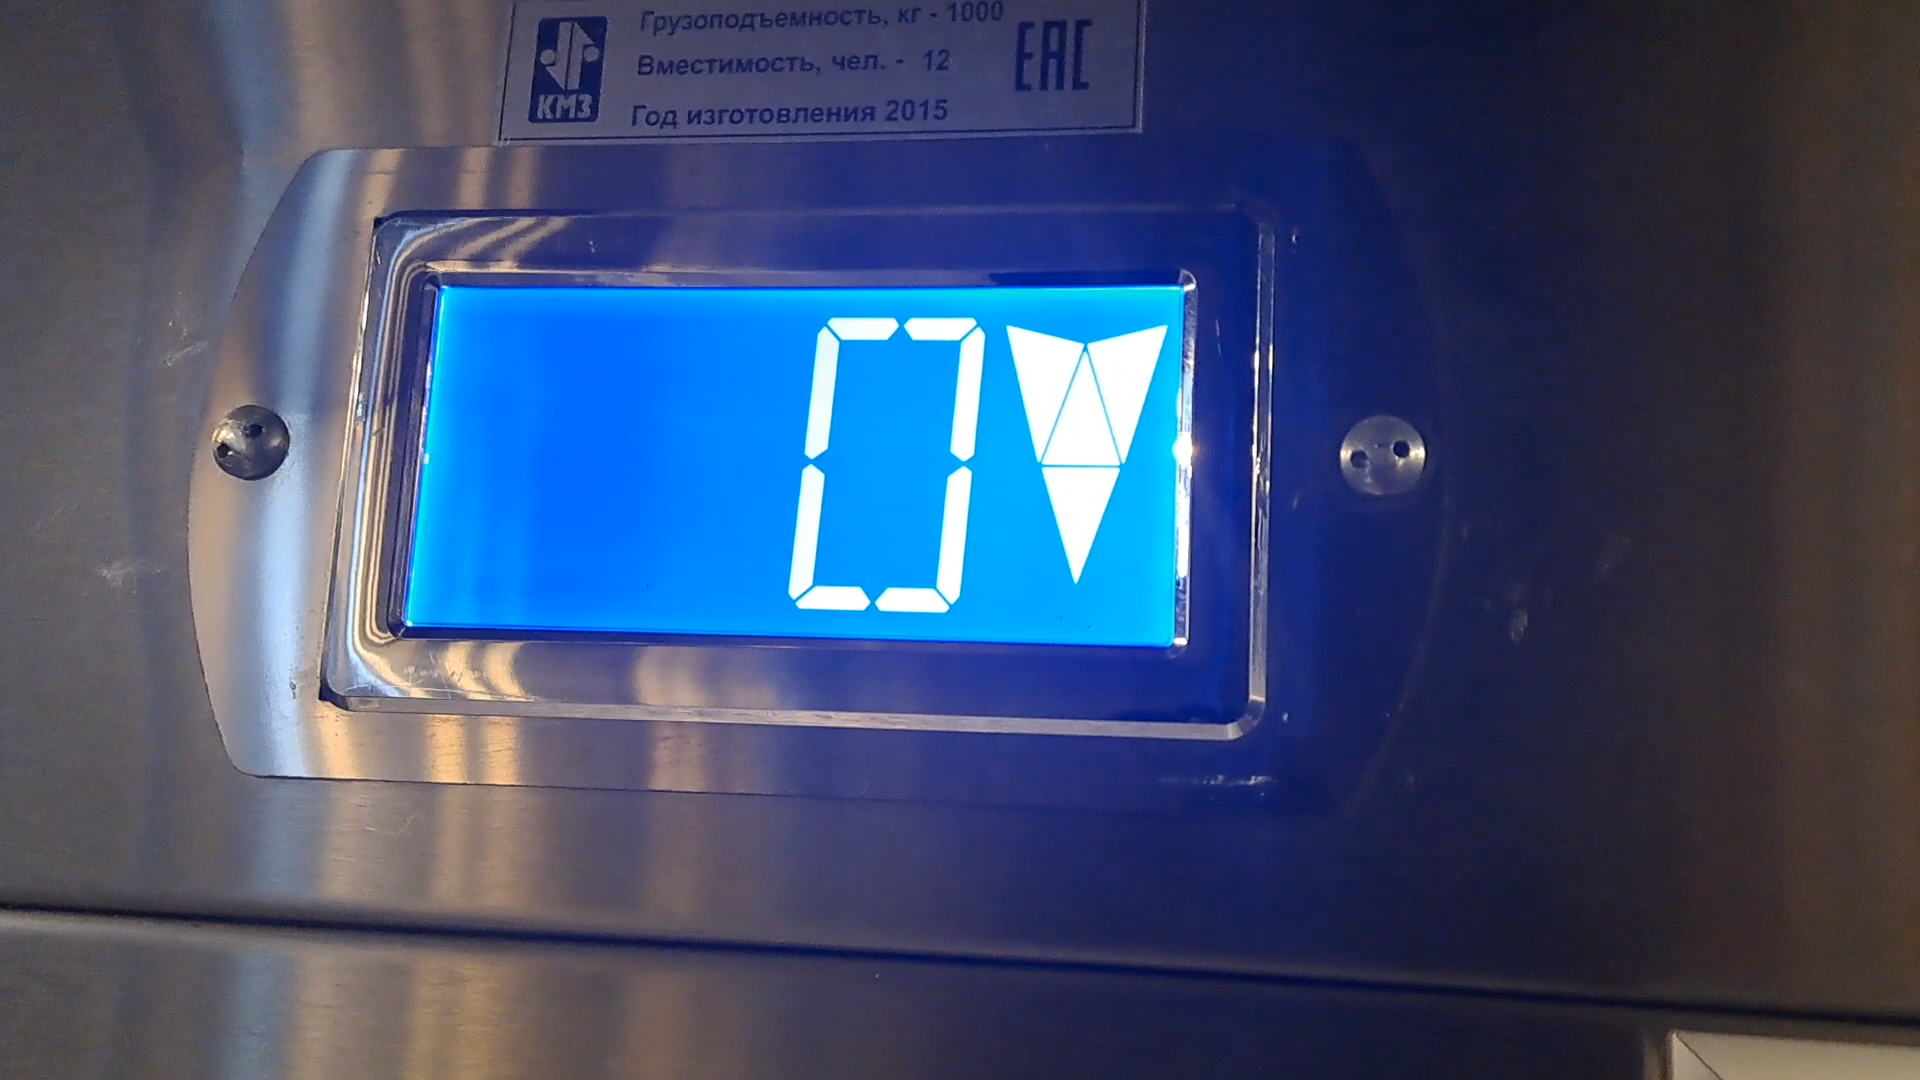 Грузоподъемность, кг - 1000
Вместимость, чел. - 12
Год изготовления 2015
КМЗ
ЕАС
0